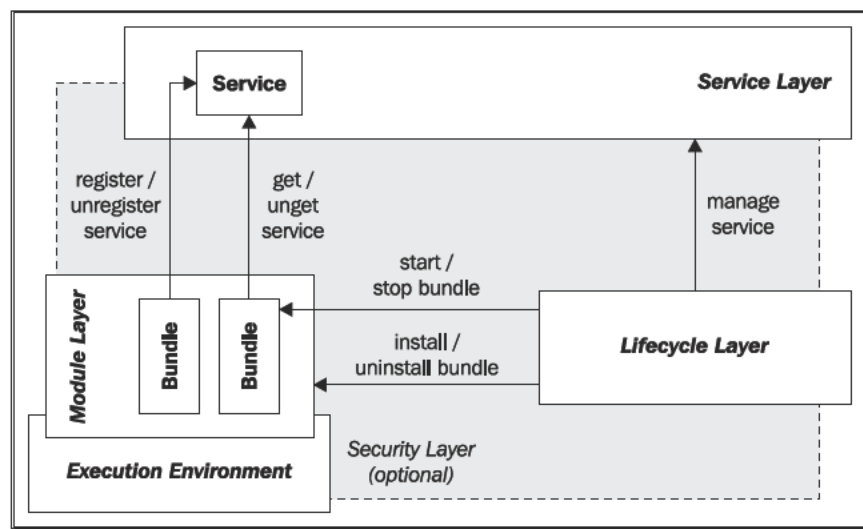 Service
Service Layer
register /
unregister
service
get /
unget
service
manage
service
start /
stop bundle
Module Layer
Bundle
Bundle
Lifecycle Layer
install /
uninstall bundle
Execution Environment
Security Layer
(optional)